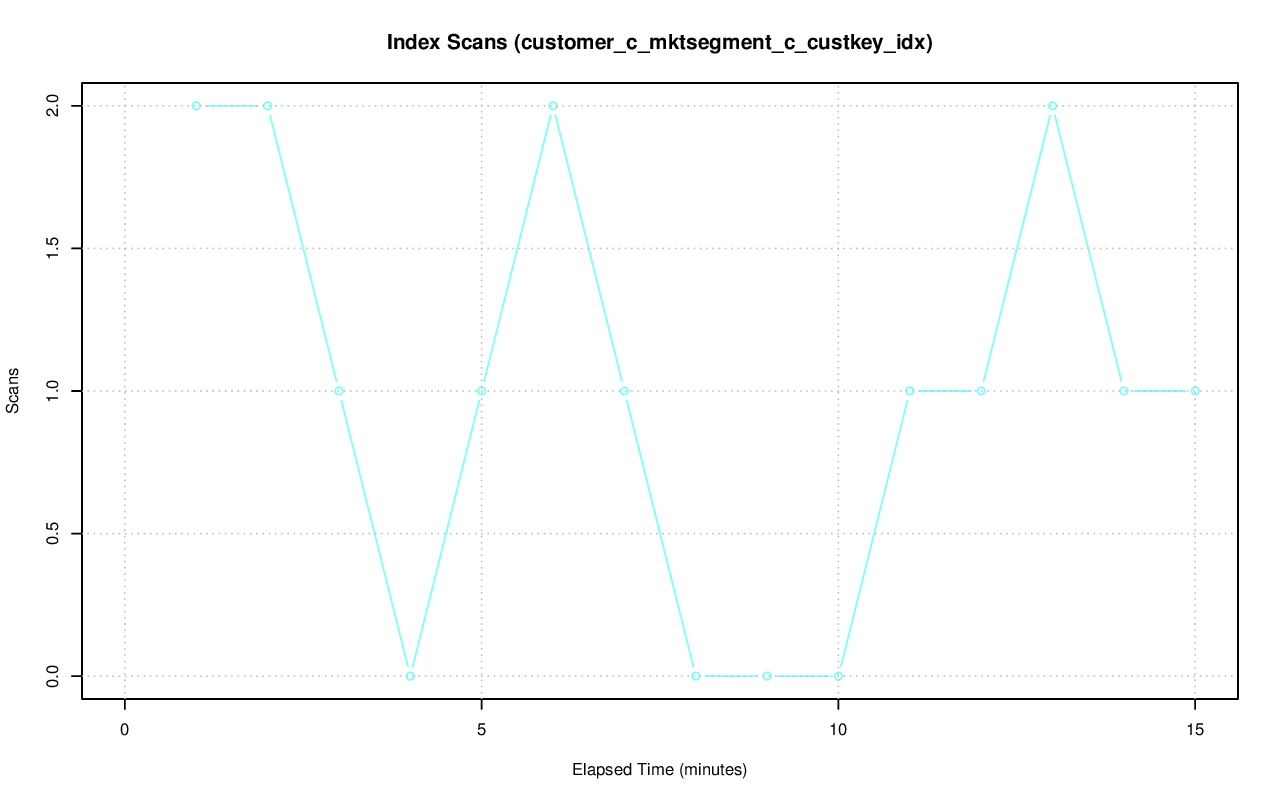 Index Scans (customer_c_mktsegment_c_custkey_idx)
2.0
1.5
1.0
0.5
0.0
Scans
0 5 10 15
Elapsed Time (minutes)